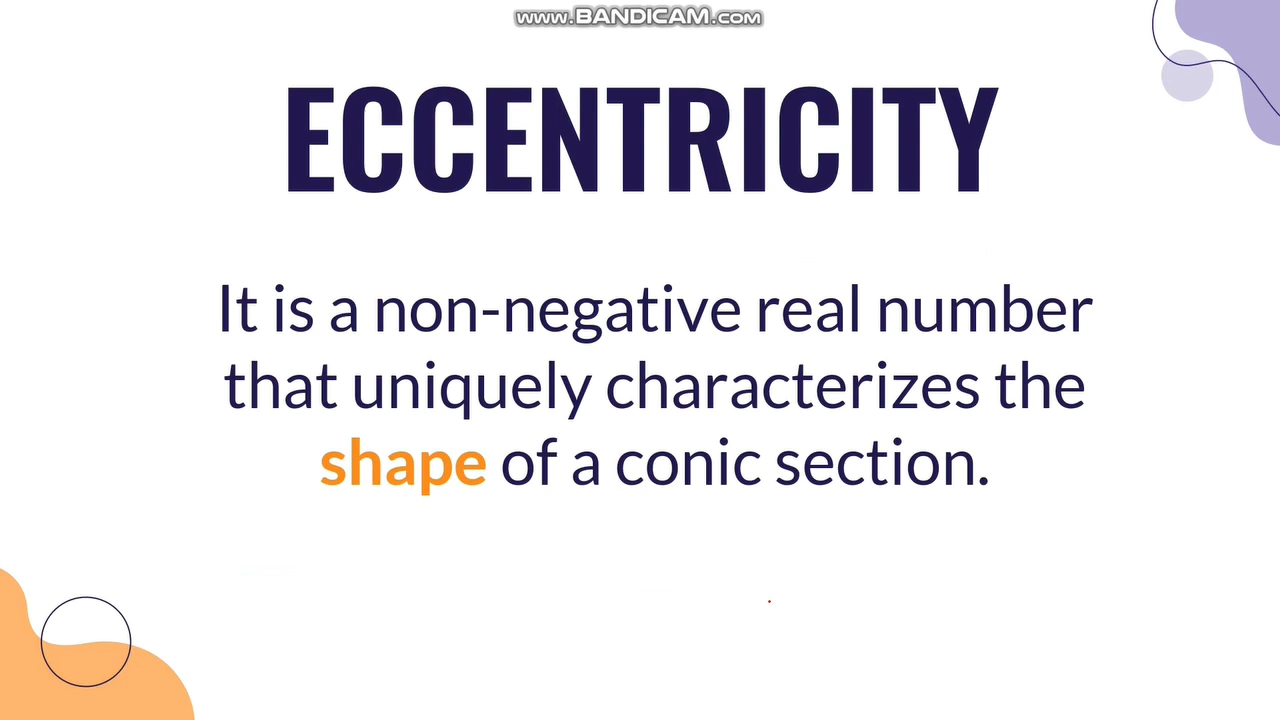 www.BANDICAM.com
ECCENTRICITY
It is a non-negative real number
that uniquely characterizes the
shape of a conic section.